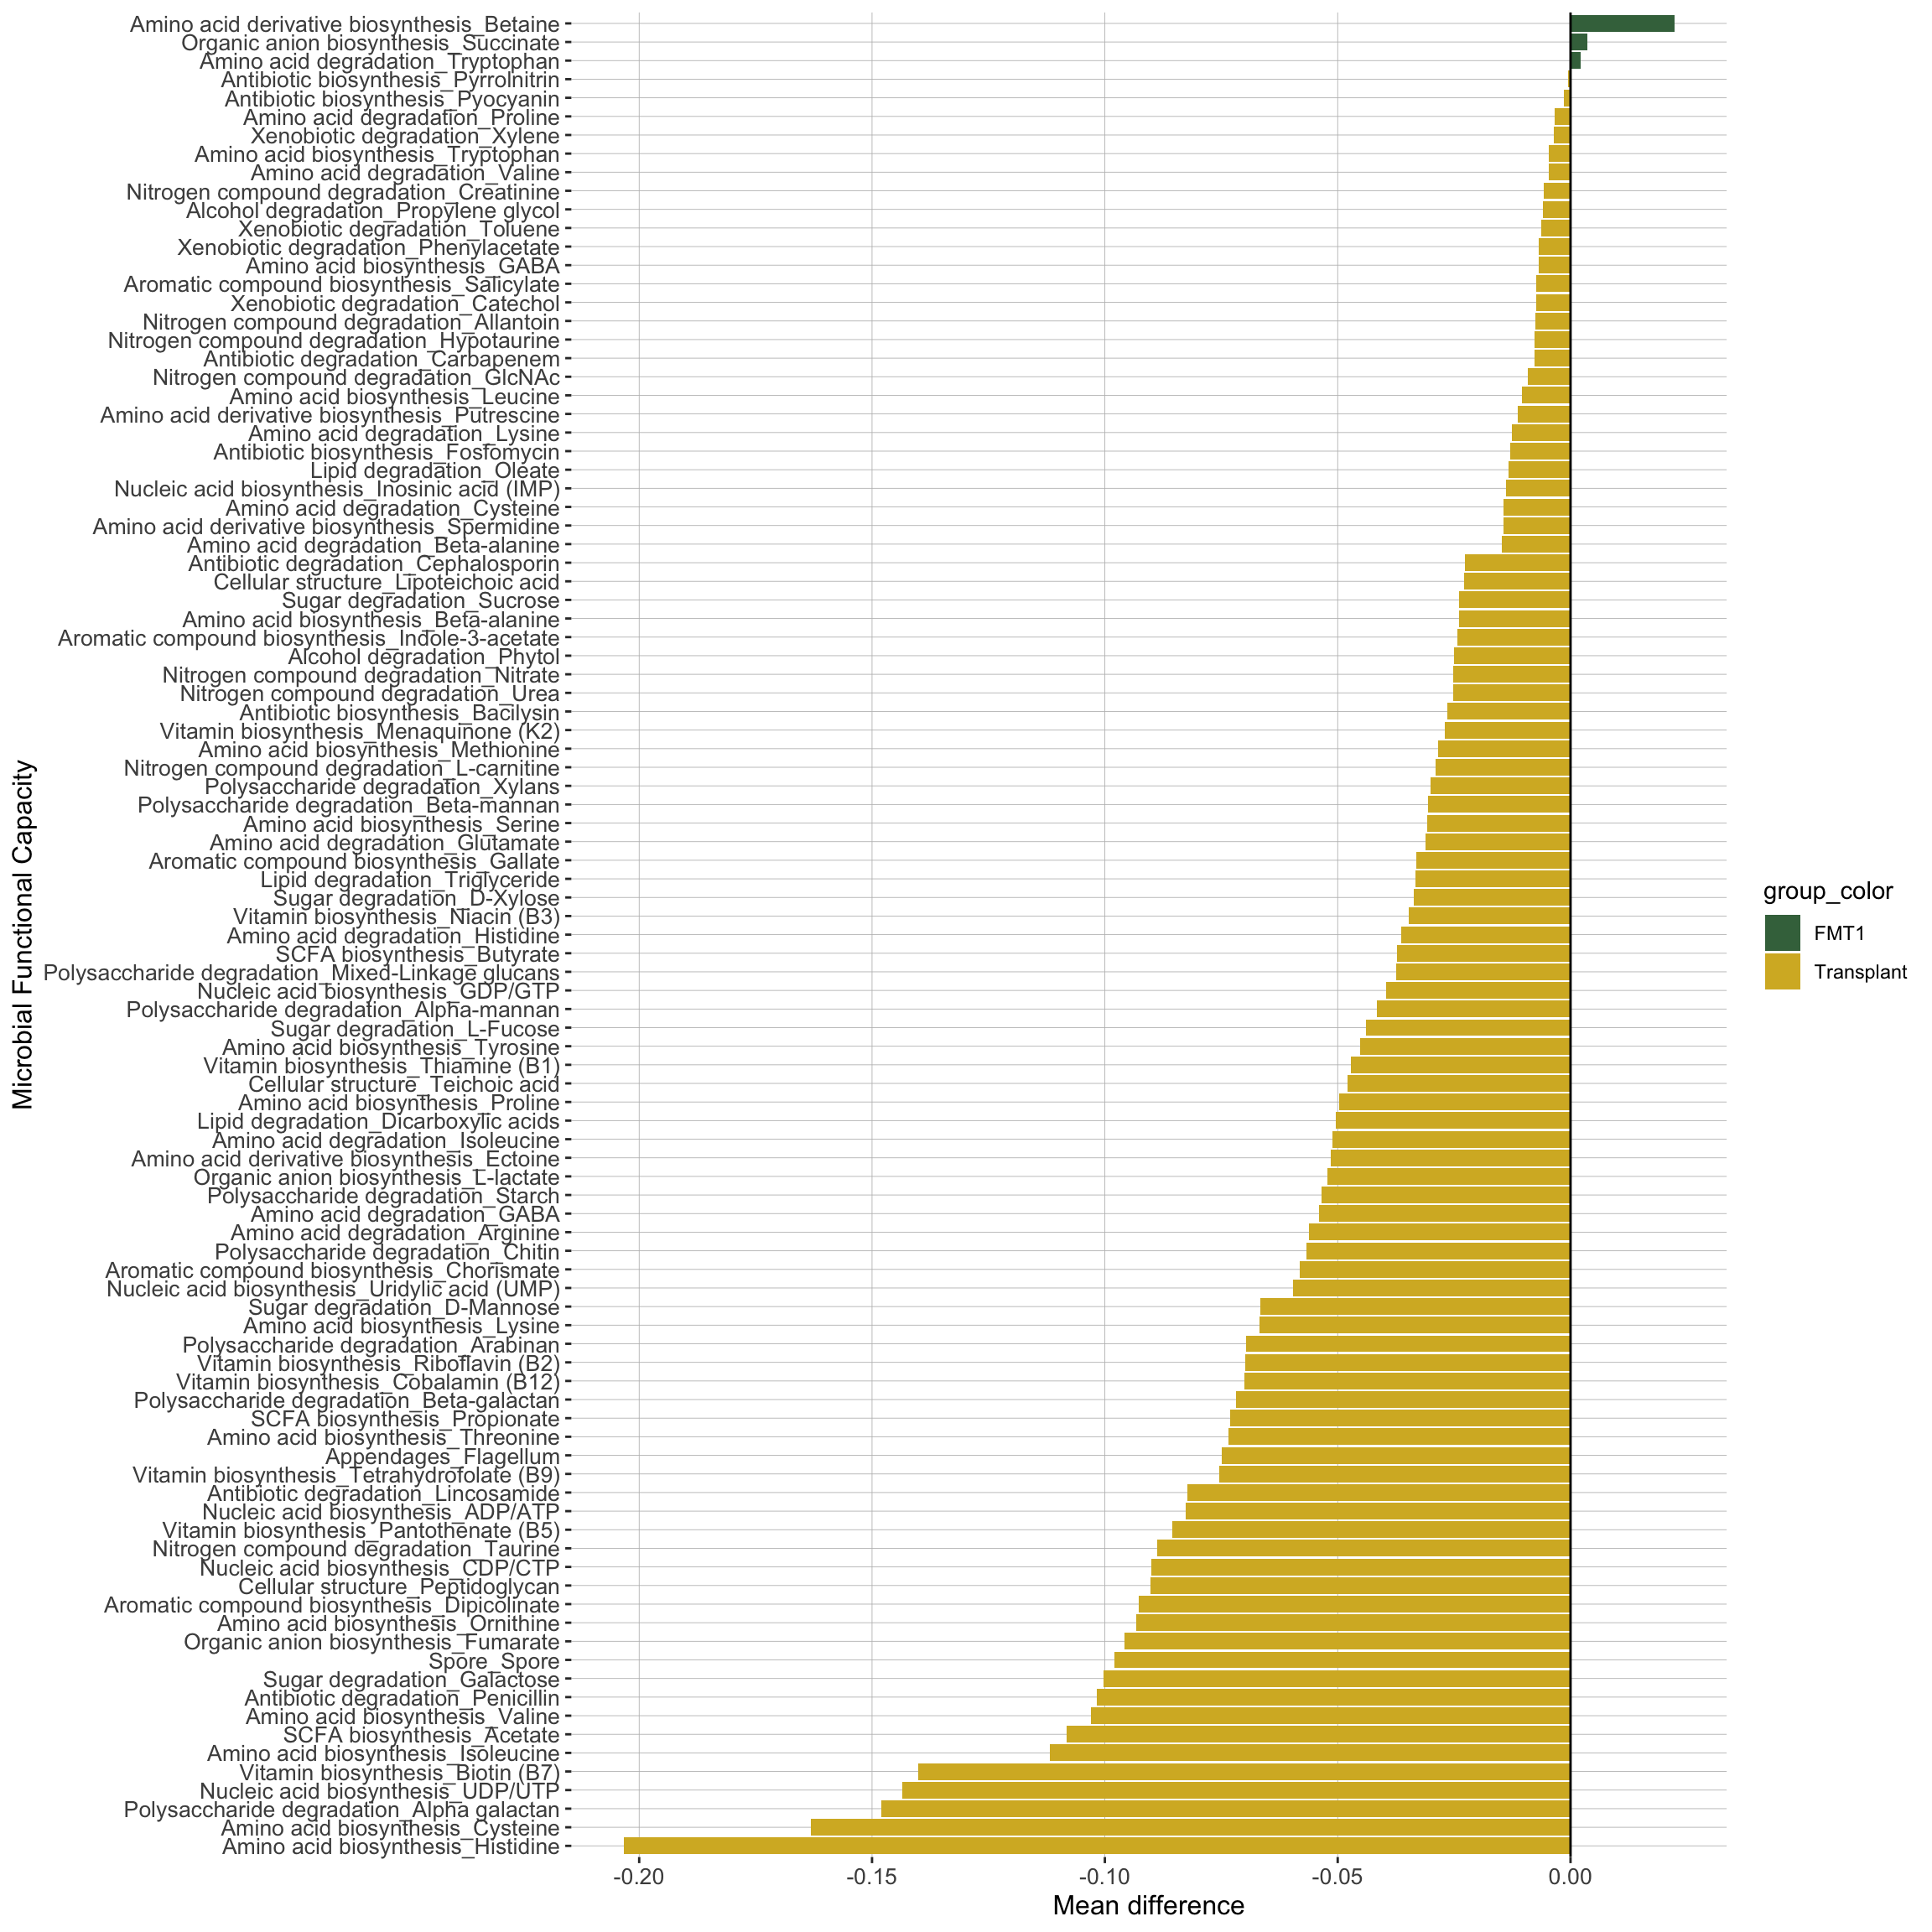 Amino acid derivative biosynthesis_Betaine
Organic anion biosynthesis_Succinate
Amino acid degradation_Tryptophan
Antibiotic biosynthesis_Pyrrolnitrin
Antibiotic biosynthesis_Pyocyanin
Amino acid degradation_Proline
Xenobiotic degradation_Xylene
Amino acid biosynthesis_Tryptophan
Amino acid degradation_Valine
Nitrogen compound degradation_Creatinine
Alcohol degradation_Propylene glycol
Xenobiotic degradation_Toluene
Xenobiotic degradation_Phenylacetate
Amino acid biosynthesis_GABA
Aromatic compound biosynthesis_Salicylate
Xenobiotic degradation_Catechol
Nitrogen compound degradation_Allantoin
Nitrogen compound degradation_Hypotaurine
Antibiotic degradation_Carbapenem
Nitrogen compound degradation_GlcNAc
Amino acid biosynthesis_Leucine
Amino acid derivative biosynthesis_Putrescine
Amino acid degradation_Lysine
Antibiotic biosynthesis_Fosfomycin
Lipid degradation_Oleate
Nucleic acid biosynthesis_Inosinic acid (IMP)
Amino acid degradation_Cysteine
Amino acid derivative biosynthesis_Spermidine
Amino acid degradation_Beta-alanine
Antibiotic degradation_Cephalosporin
Cellular structure_Lipoteichoic acid
Sugar degradation_Sucrose
Amino acid biosynthesis_Beta-alanine
Aromatic compound biosynthesis_Indole-3-acetate
Alcohol degradation_Phytol
Nitrogen compound degradation_Nitrate
Nitrogen compound degradation_Urea
Antibiotic biosynthesis_Bacilysin
Vitamin biosynthesis_Menaquinone (K2)
Amino acid biosynthesis_Methionine
Nitrogen compound degradation_L-carnitine
Polysaccharide degradation_Xylans
Polysaccharide degradation_Beta-mannan
Amino acid biosynthesis_Serine
Amino acid degradation_Glutamate
Aromatic compound biosynthesis_Gallate
Lipid degradation_Triglyceride
Sugar degradation_D-Xylose
Vitamin biosynthesis_Niacin (B3)
Amino acid degradation_Histidine
SCFA biosynthesis_Butyrate
Polysaccharide degradation_Mixed-Linkage glucans
Nucleic acid biosynthesis_GDP/GTP
Polysaccharide degradation_Alpha-mannan
Sugar degradation_L-Fucose
Amino acid biosynthesis_Tyrosine
Vitamin biosynthesis_Thiamine (B1)
Cellular structure_Teichoic acid
Amino acid biosynthesis_Proline
Lipid degradation_Dicarboxylic acids
Amino acid degradation_Isoleucine
Amino acid derivative biosynthesis_Ectoine
Organic anion biosynthesis_L-lactate
Polysaccharide degradation_Starch
Amino acid degradation_GABA
Amino acid degradation_Arginine
Polysaccharide degradation_Chitin
Aromatic compound biosynthesis_Chorismate
Nucleic acid biosynthesis_Uridylic acid (UMP)
Sugar degradation_D-Mannose
Amino acid biosynthesis_Lysine
Polysaccharide degradation_Arabinan
Vitamin biosynthesis_Riboflavin (B2)
Vitamin biosynthesis_Cobalamin (B12)
Polysaccharide degradation_Beta-galactan
SCFA biosynthesis_Propionate
Amino acid biosynthesis_Threonine
Appendages_Flagellum
Vitamin biosynthesis_Tetrahydrofolate (B9)
Antibiotic degradation_Lincosamide
Nucleic acid biosynthesis_ADP/ATP
Vitamin biosynthesis_Pantothenate (B5)
Nitrogen compound degradation_Taurine
Nucleic acid biosynthesis_CDP/CTP
Cellular structure_Peptidoglycan
Aromatic compound biosynthesis_Dipicolinate
Amino acid biosynthesis_Ornithine
Organic anion biosynthesis_Fumarate
Spore_Spore
Sugar degradation_Galactose
Antibiotic degradation_Penicillin
Amino acid biosynthesis_Valine
SCFA biosynthesis_Acetate
Amino acid biosynthesis_Isoleucine
Vitamin biosynthesis_Biotin (B7)
Nucleic acid biosynthesis_UDP/UTP
Polysaccharide degradation_Alpha galactan
Amino acid biosynthesis_Cysteine
Amino acid biosynthesis_Histidine
-0.20 -0.15 -0.10 -0.05 0.00
Mean difference
Microbial Functional Capacity
group_color
FMT1
Transplant